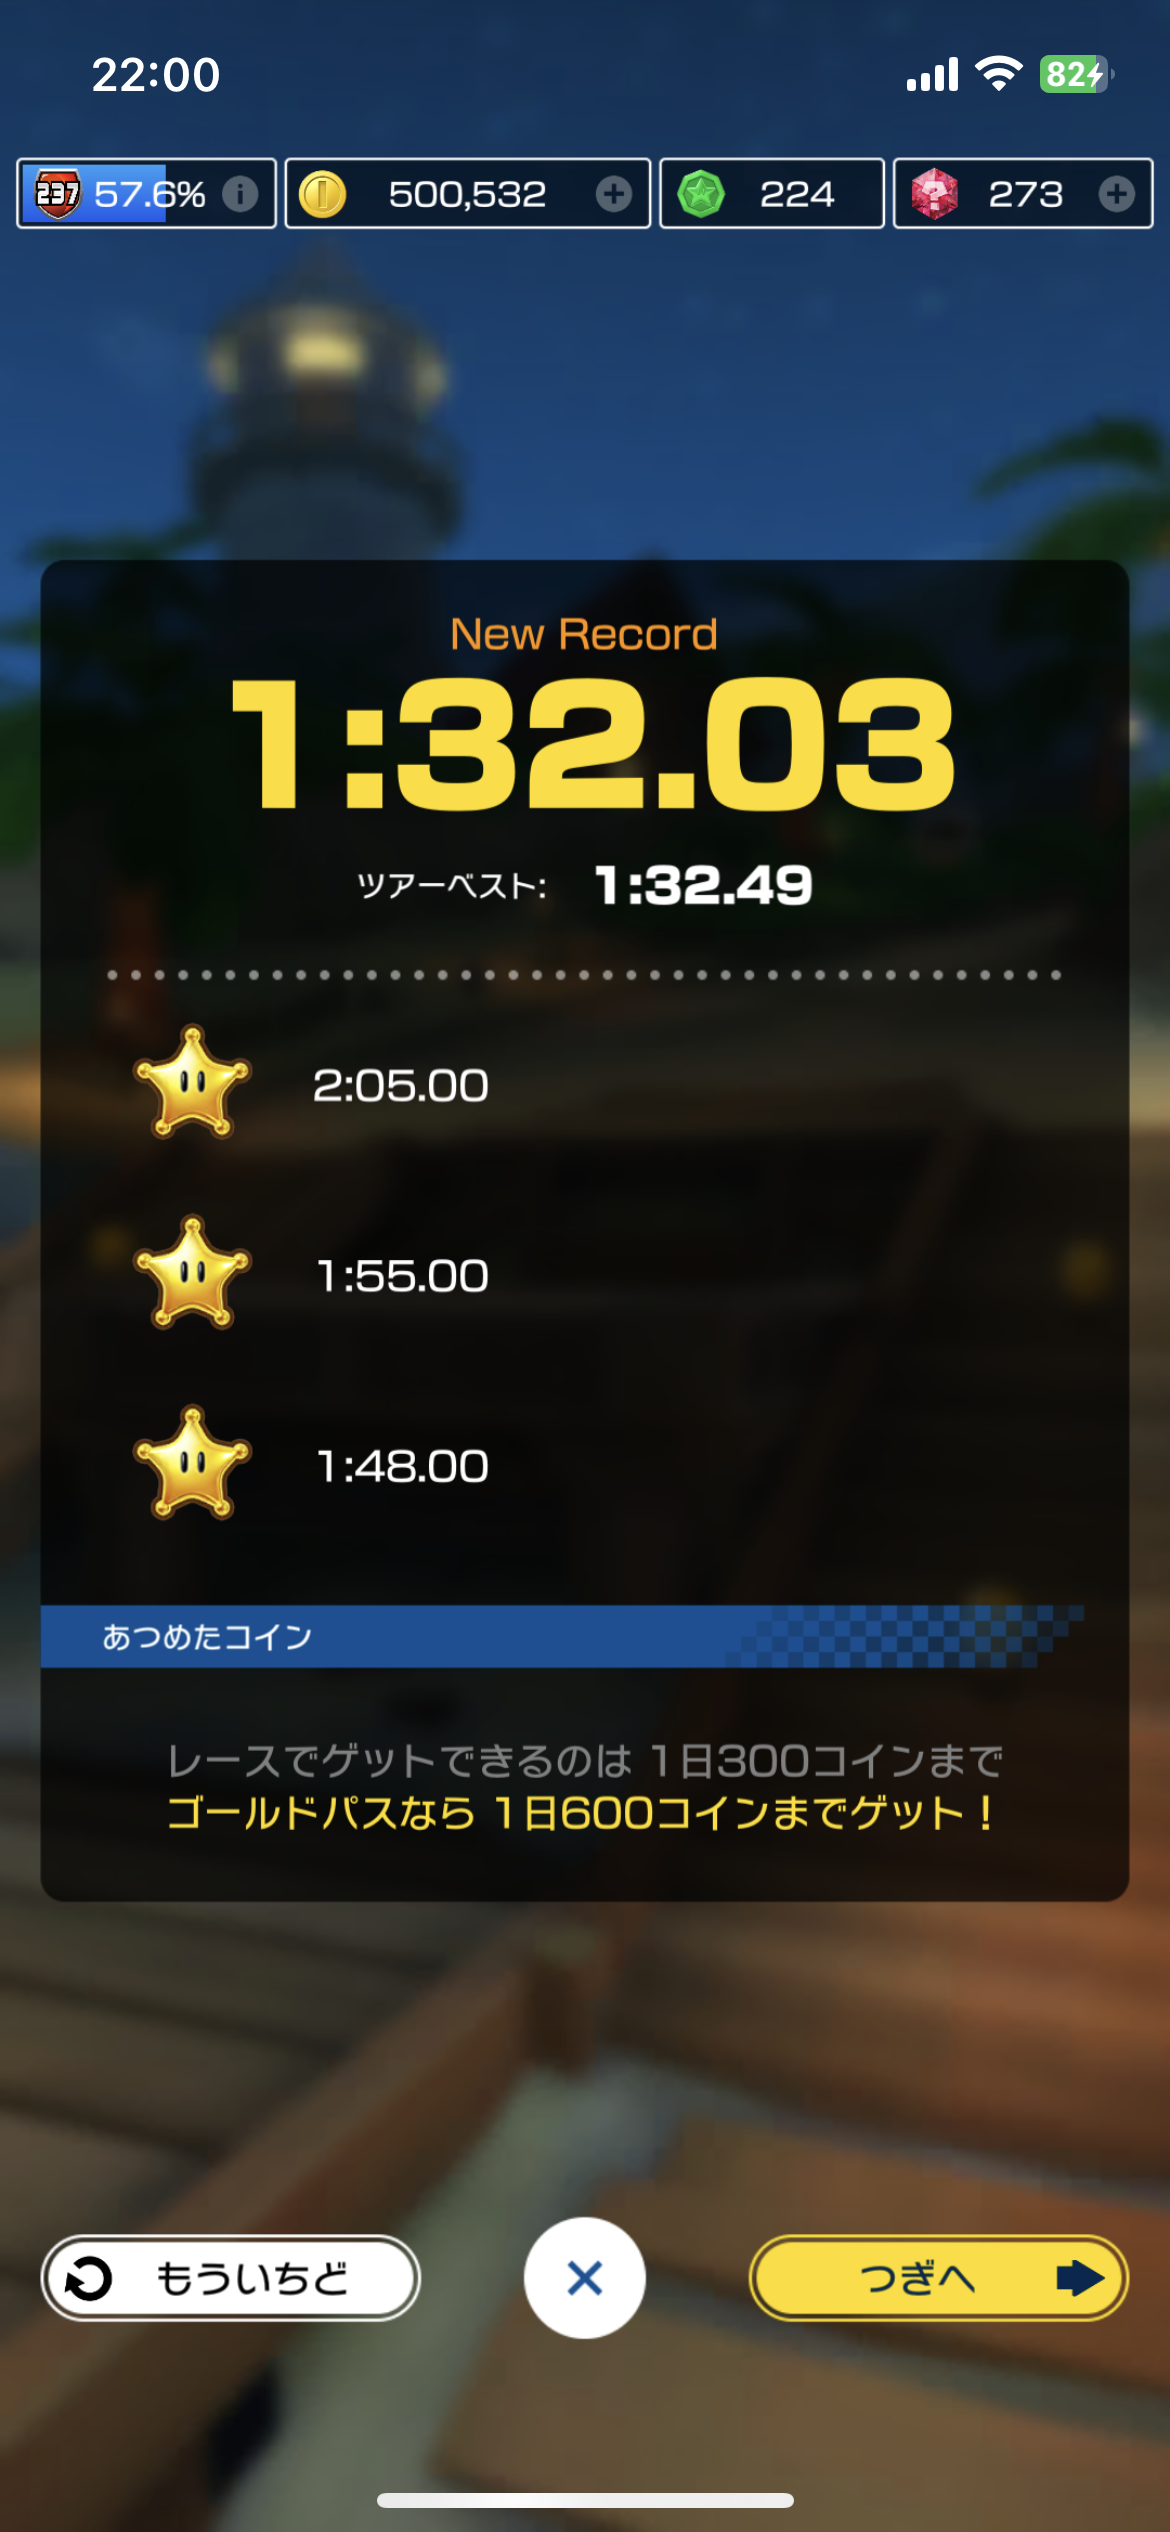 22:00
82
237 57.6% 500,532 224 273
New Record
1:32.03
ツアーベスト: 1:32.49
2:05.00
1:55.00
1:48.00
あつめたコイン
レースでゲットできるのは 1日300コインまで
ゴールドパスなら 1日600コインまでゲット！
もういちど
つぎへ